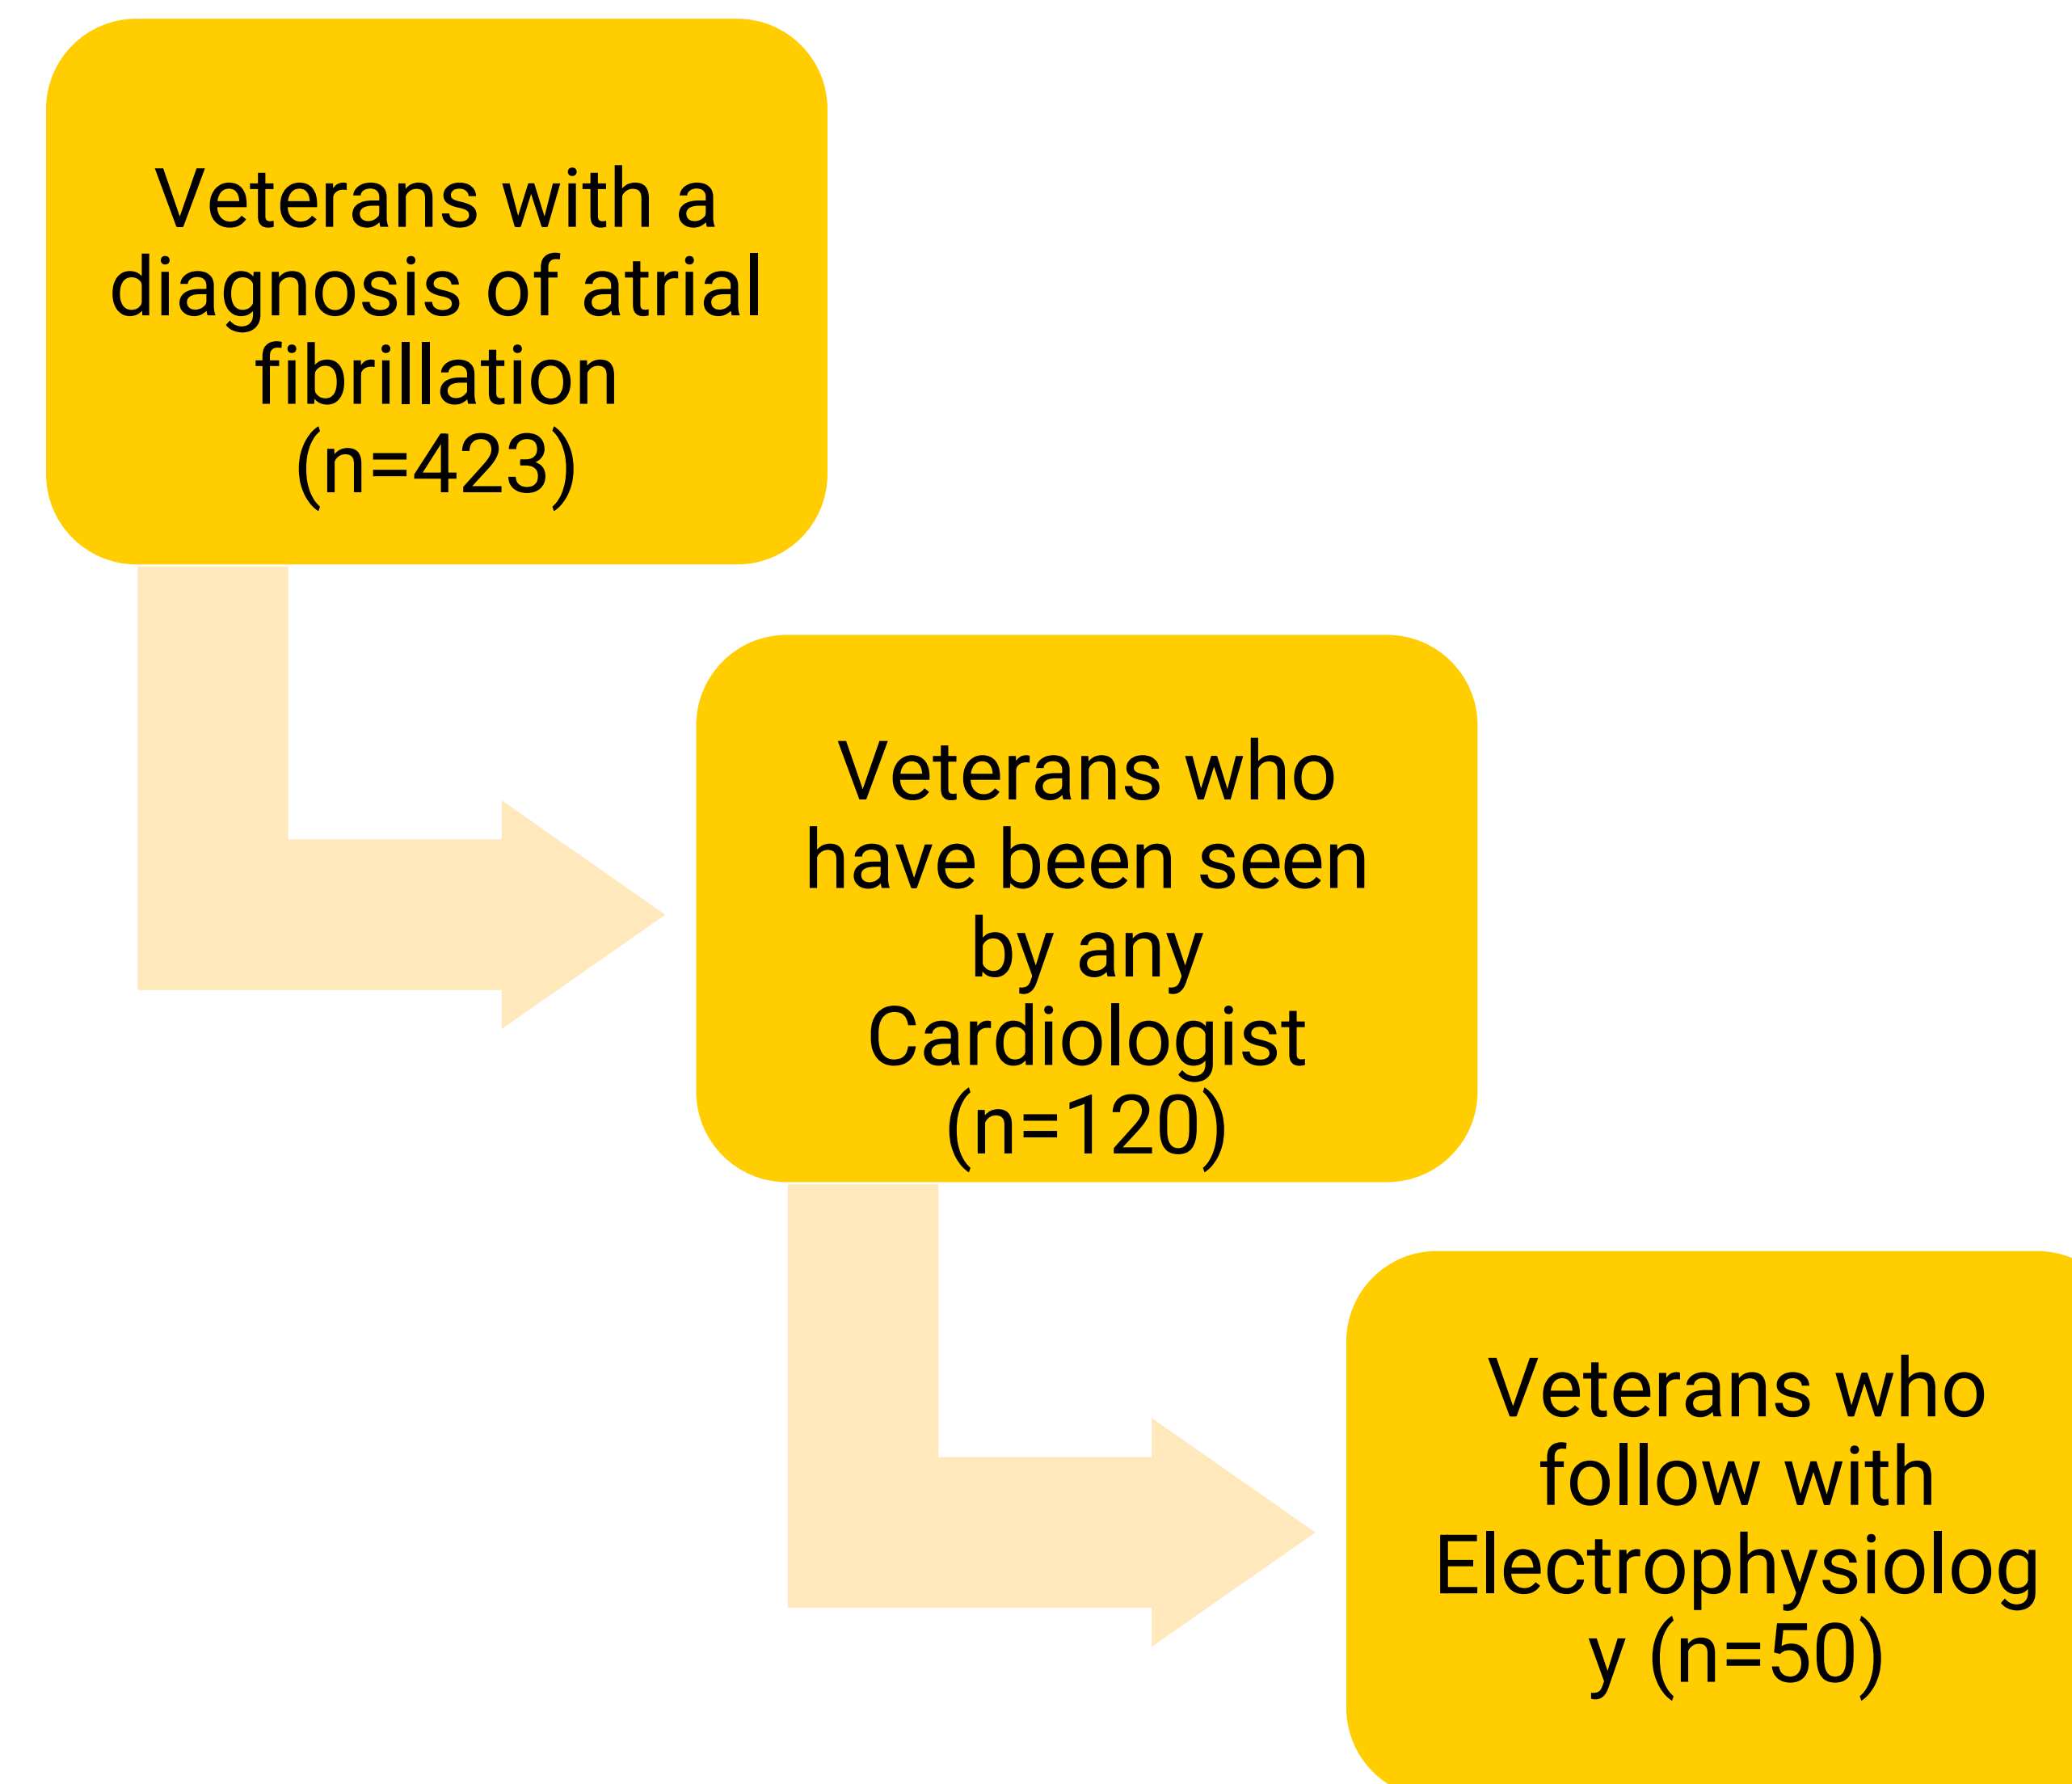 Veterans with a
diagnosis of atrial
fibrillation
(n=423)
Veterans who
have been seen
by any
Cardiologist
(n=120)
Veterans who
follow with
Electrophysiolog
y (n=50)